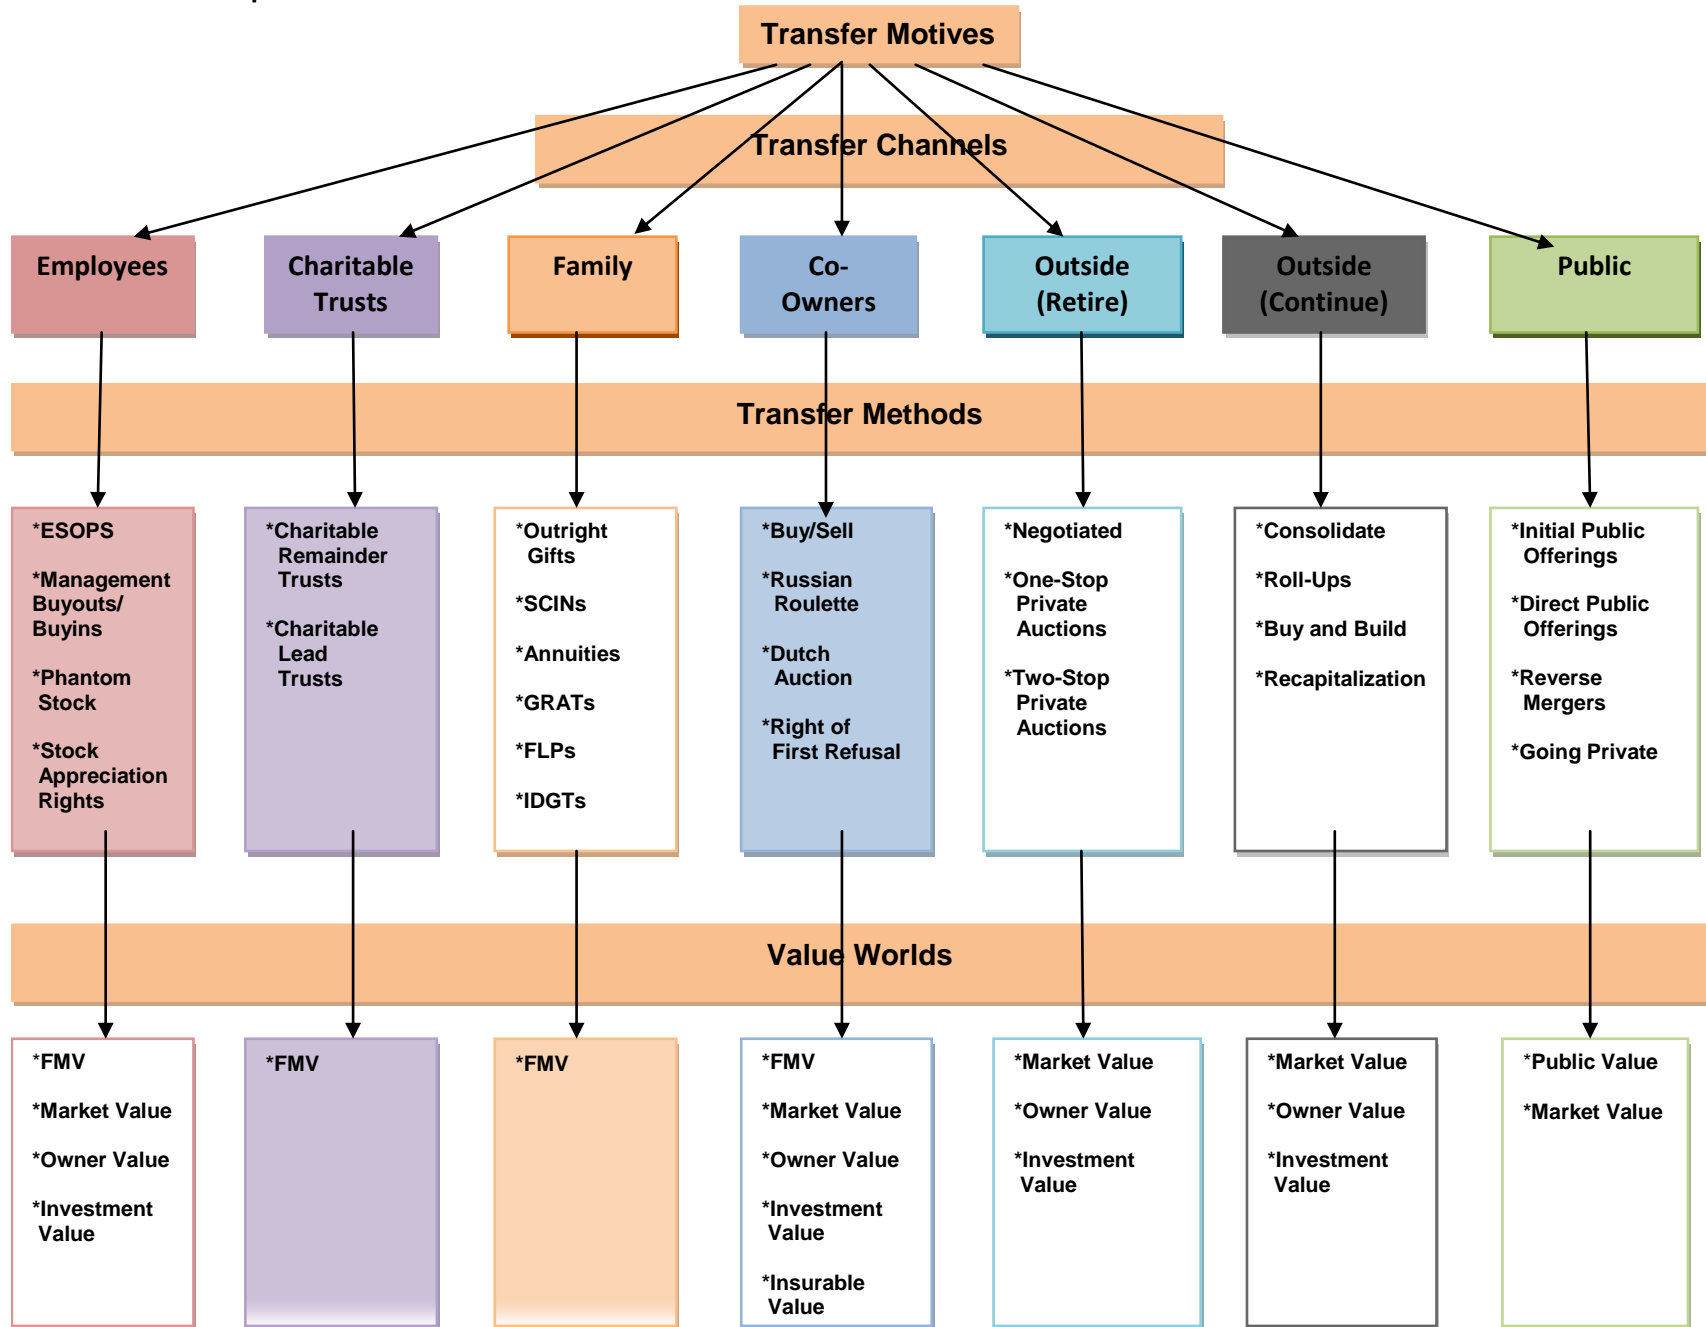 Transfer Motives
Transfer Channels
Employees
Charitable
Trusts
Family
Co-
Owners
Outside
(Retire)
Outside
(Continue)
Public
Transfer Methods
*ESOPS
*Management
Buyouts/
Buyins
*Phantom
Stock
*Stock
Appreciation
Rights
*Charitable
Remainder
Trusts
*Charitable
Lead
Trusts
*Outright
Gifts
*SCINs
*Annuities
*GRATs
*FLPs
*IDGTs
*Buy/Sell
*Russian
Roulette
*Dutch
Auction
*Right of
First Refusal
*Negotiated
*One-Stop
Private
Auctions
*Two-Stop
Private
Auctions
*Consolidate
*Roll-Ups
*Buy and Build
*Recapitalization
*Initial Public
Offerings
*Direct Public
Offerings
*Reverse
Mergers
*Going Private
Value Worlds
*FMV
*Market Value
*Owner Value
*Investment
Value
*FMV
*FMV
*FMV
*Market Value
*Owner Value
*Investment
Value
*Insurable
Value
*Market Value
*Owner Value
*Investment
Value
*Market Value
*Owner Value
*Investment
Value
*Public Value
*Market Value